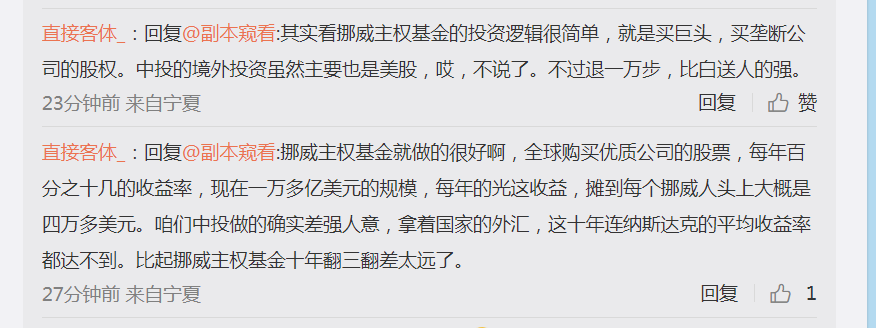 直接客体_：回复@副本窥看:其实看挪威主权基金的投资逻辑很简单，就是买巨头，买垄断公
司的股权。中投的境外投资虽然主要也是美股，哎，不说了。不过退一万步，比白送人的强。
23分钟前 来自宁夏 回复 赞
直接客体_：回复@副本窥看:挪威主权基金就做的很好啊，全球购买优质公司的股票，每年百
分之十几的收益率，现在一万多亿美元的规模，每年的光这收益，摊到每个挪威人头上大概是
四万多美元。咱们中投做的确实差强人意，拿着国家的外汇，这十年连纳斯达克的平均收益率
都达不到。比起挪威主权基金十年翻三翻差太远了。
27分钟前 来自宁夏 回复 1